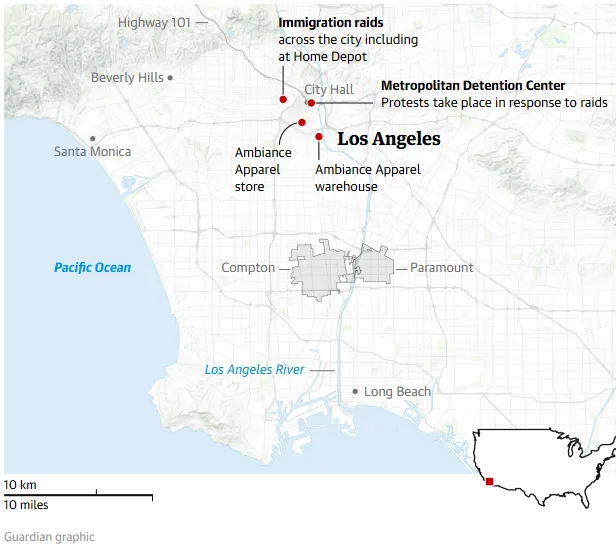 Highway 101
Immigration raids
across the city including
at Home Depot
Beverly Hills
City Hall
Metropolitan Detention Center
Protests take place in response to raids
Los Angeles
Santa Monica
Ambiance
Apparel
store
Ambiance Apparel
warehouse
Pacific Ocean
Compton
Paramount
Los Angeles River
Long Beach
10 km
10 miles
Guardian graphic